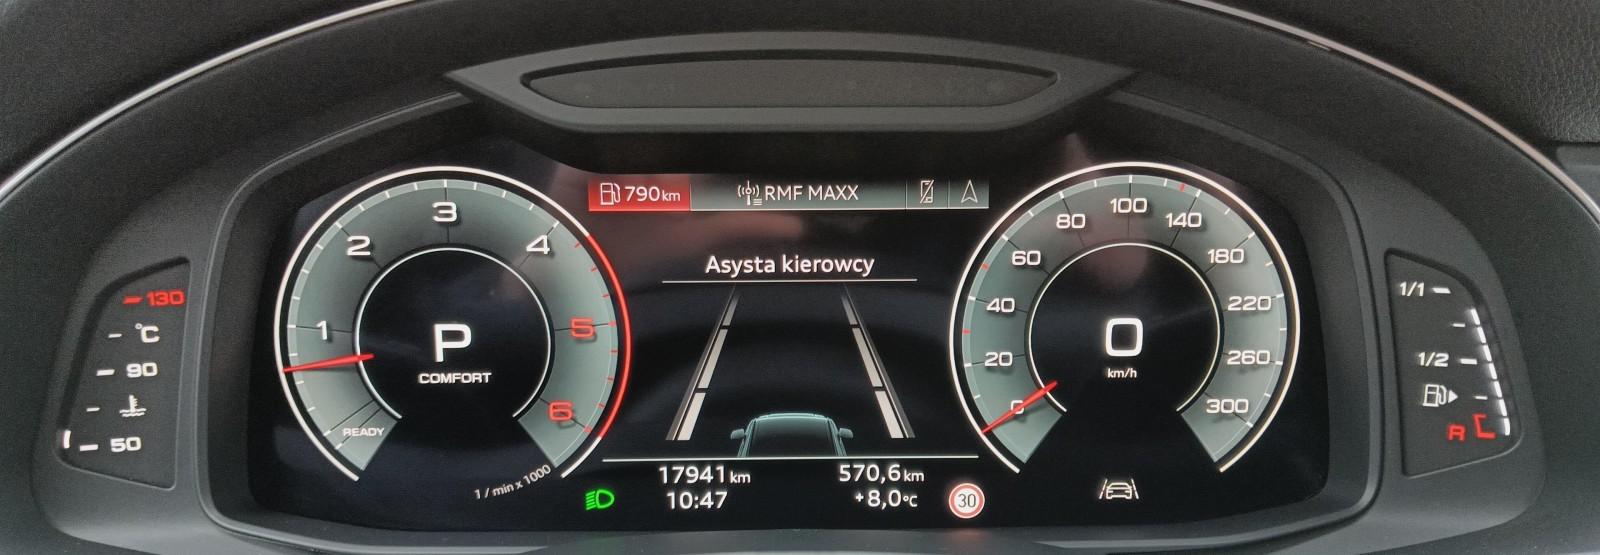 790 km RMF MAXX
Asysta kierowcy
1
2
3
4
5
6
READY
1 / min x 1000
P
COMFORT
0
20
40
60
80
100
140
180
220
260
300
0
km/h
130
°C
90
50
1/1
1/2
R
17941 km 570,6 km
10:47 +8,0 °C
30